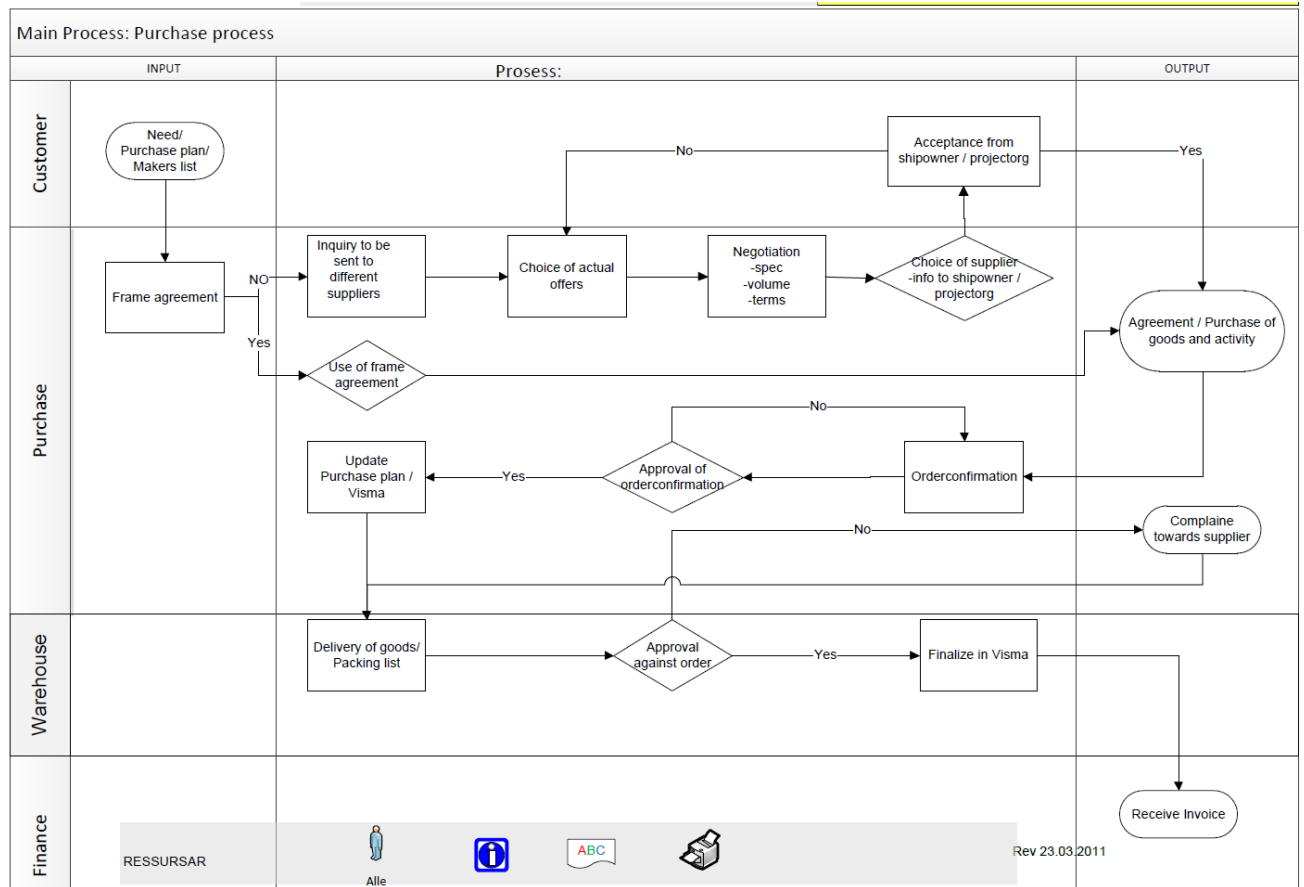 Main Process: Purchase process
INPUT
Prosess:
OUTPUT
Customer
Need/
Purchase plan/
Makers list
No
Acceptance from
shipowner / projectorg
Yes
Purchase
Frame agreement
NO
Yes
Inquiry to be
sent to
different
suppliers
Choice of actual
offers
Negotiation
-spec
-volume
-terms
Choice of supplier
-info to shipowner /
projectorg
Agreement / Purchase of
goods and activity
Use of frame
agreement
No
Update
Purchase plan /
Visma
Yes
Approval of
orderconfirmation
Orderconfirmation
No
Complaine
towards supplier
Warehouse
Delivery of goods/
Packing list
Approval
against order
Yes
Finalize in Visma
Finance
Receive Invoice
RESSURSAR
Alle
i
ABC
Rev 23.03.2011